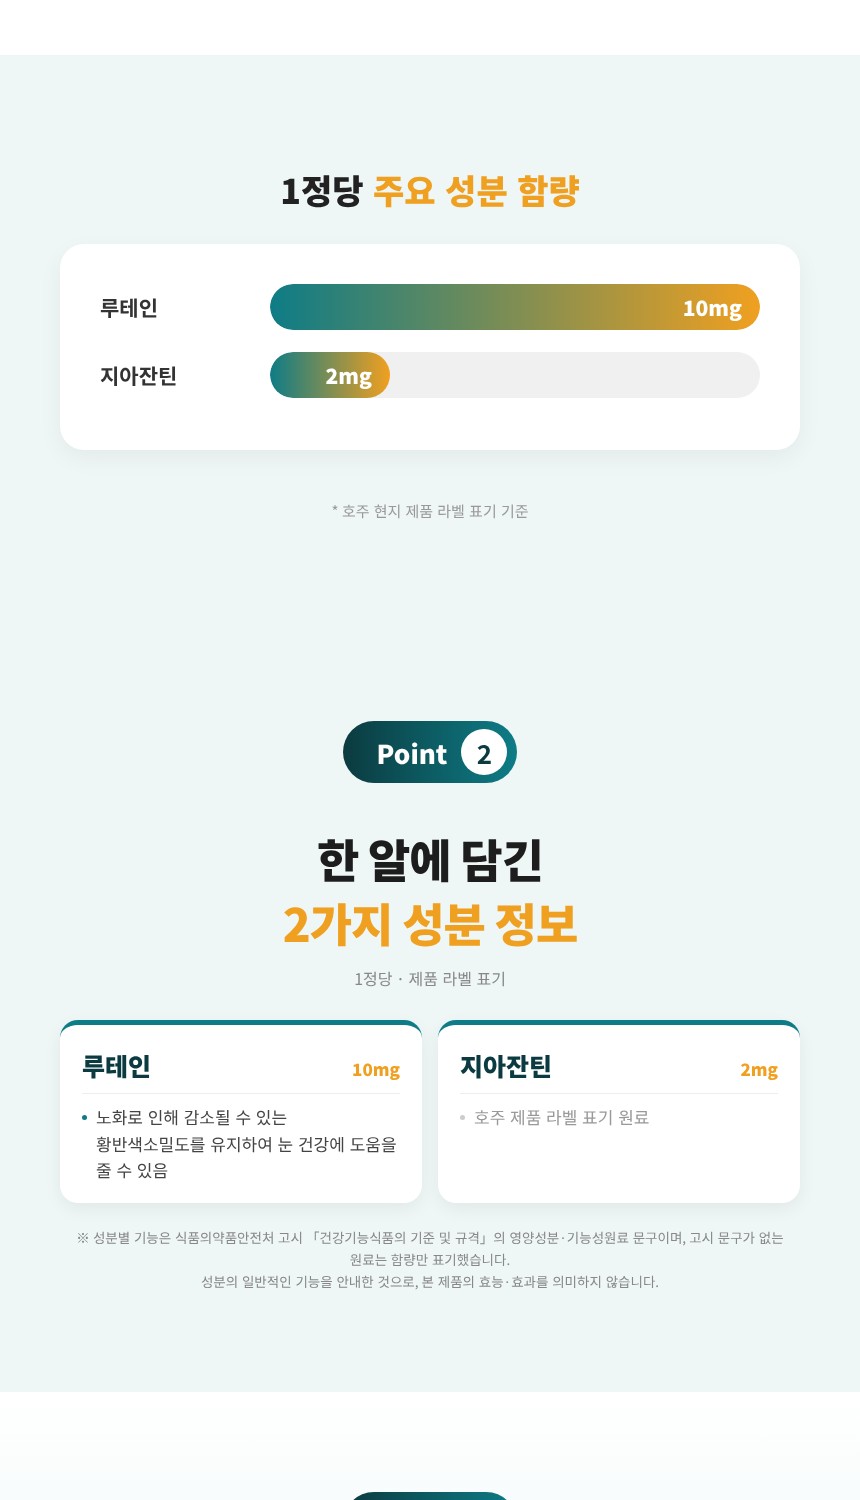 1정당 주요 성분 함량
루테인
10mg
지아잔틴
2mg
* 호주 현지 제품 라벨 표기 기준
Point 2
한 알에 담긴
2가지 성분 정보
1정당 · 제품 라벨 표기
루테인
10mg
노화로 인해 감소될 수 있는
황반색소밀도를 유지하여 눈 건강에 도움을
줄 수 있음
지아잔틴
2mg
호주 제품 라벨 표기 원료
※ 성분별 기능은 식품의약품안전처 고시 「건강기능식품의 기준 및 규격」의 영양성분·기능성원료 문구이며, 고시 문구가 없는
원료는 함량만 표기했습니다.
성분의 일반적인 기능을 안내한 것으로, 본 제품의 효능·효과를 의미하지 않습니다.